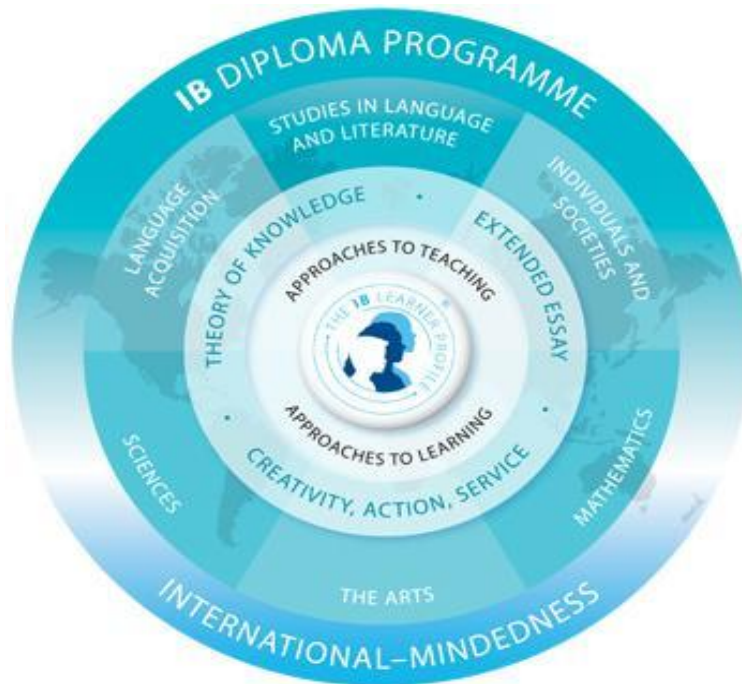 IB DIPLOMA PROGRAMME
STUDIES IN LANGUAGE
AND LITERATURE
LANGUAGE
ACQUISITION
INDIVIDUALS AND
SOCIETIES
THEORY OF KNOWLEDGE
EXTENDED ESSAY
APPROACHES TO TEACHING
THE IB LEARNER PROFILE
®
APPROACHES TO LEARNING
CREATIVITY, ACTION, SERVICE
SCIENCES
MATHEMATICS
THE ARTS
INTERNATIONAL–MINDEDNESS